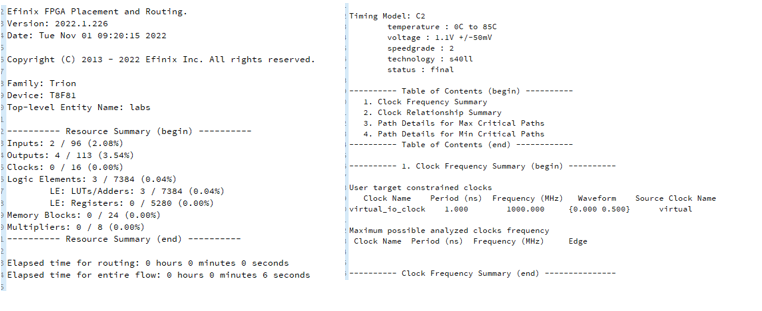 Efinix FPGA Placement and Routing.
Version: 2022.1.226
Date: Tue Nov 01 09:20:15 2022
Copyright (C) 2013 - 2022 Efinix Inc. All rights reserved.
Family: Trion
Device: T8F81
Top-level Entity Name: labs
---------- Resource Summary (begin) ----------
Inputs: 2 / 96 (2.08%)
Outputs: 4 / 113 (3.54%)
Clocks: 0 / 16 (0.00%)
Logic Elements: 3 / 7384 (0.04%)
LE: LUTs/Adders: 3 / 7384 (0.04%)
LE: Registers: 0 / 5280 (0.00%)
Memory Blocks: 0 / 24 (0.00%)
Multipliers: 0 / 8 (0.00%)
---------- Resource Summary (end) ----------
Elapsed time for routing: 0 hours 0 minutes 0 seconds
Elapsed time for entire flow: 0 hours 0 minutes 6 seconds
Timing Model: C2
temperature : 0C to 85C
voltage : 1.1V +/-50mV
speedgrade : 2
technology : s40ll
status : final
---------- Table of Contents (begin) ----------
1. Clock Frequency Summary
2. Clock Relationship Summary
3. Path Details for Max Critical Paths
4. Path Details for Min Critical Paths
---------- Table of Contents (end) ------------
---------- 1. Clock Frequency Summary (begin) ----------
User target constrained clocks
Clock Name Period (ns) Frequency (MHz) Waveform Source Clock Name
virtual_io_clock 1.000 1000.000 {0.000 0.500} virtual
Maximum possible analyzed clocks frequency
Clock Name Period (ns) Frequency (MHz) Edge
---------- Clock Frequency Summary (end) ---------------